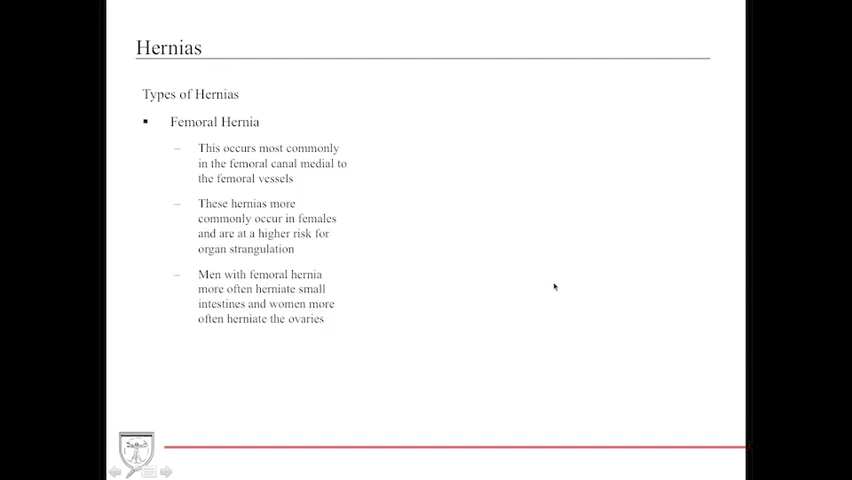 Hernias
Types of Hernias
▪ Femoral Hernia
– This occurs most commonly
in the femoral canal medial to
the femoral vessels
– These hernias more
commonly occur in females
and are at a higher risk for
organ strangulation
– Men with femoral hernia
more often herniate small
intestines and women more
often herniate the ovaries